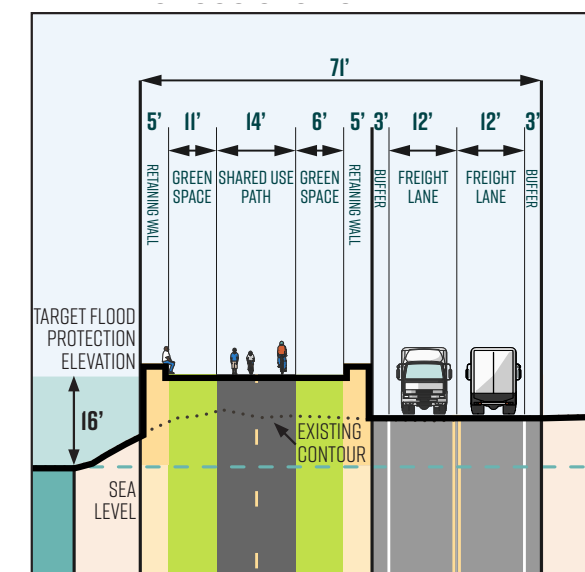 71’
5’
11’
14’
6’
5’
3’
12’
12’
3’
RETAINING WALL
GREEN
SPACE
SHARED USE
PATH
GREEN
SPACE
RETAINING WALL
BUFFER
FREIGHT
LANE
FREIGHT
LANE
BUFFER
TARGET FLOOD
PROTECTION
ELEVATION
16’
EXISTING
CONTOUR
SEA
LEVEL